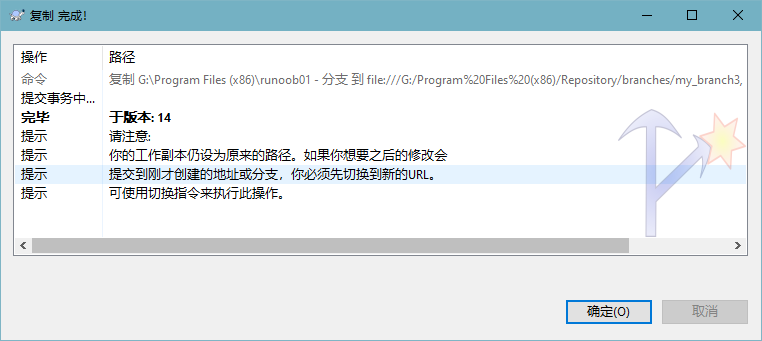 复制 完成!
操作 路径
命令 复制 G:\Program Files (x86)\runoob01 - 分支 到 file:///G:/Program%20Files%20(x86)/Repository/branches/my_branch3,
提交事务中...
完毕 于版本: 14
提示 请注意:
提示 你的工作副本仍设为原来的路径。如果你想要之后的修改会
提示 提交到刚才创建的地址或分支，你必须先切换到新的URL。
提示 可使用切换指令来执行此操作。
确定(O) 取消